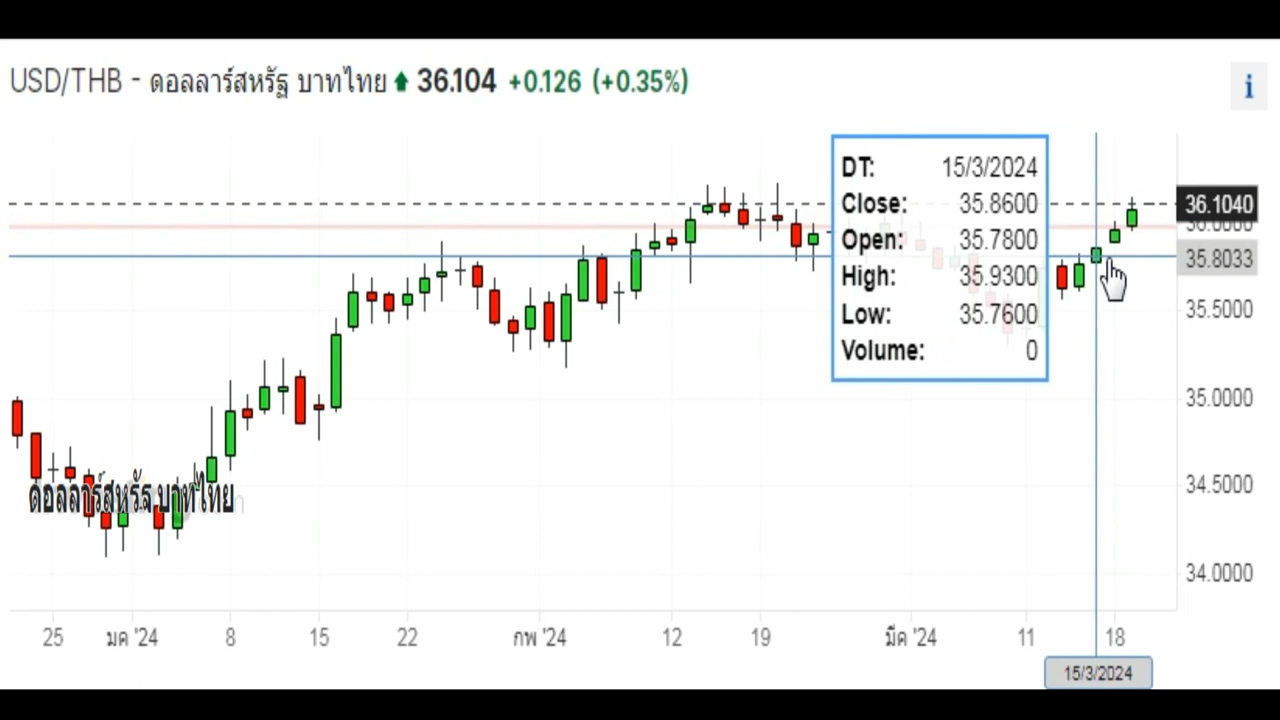 USD/THB - ดอลลาร์สหรัฐ บาทไทย 36.104 +0.126 (+0.35%)
i
DT: 15/3/2024
Close: 35.8600
Open: 35.7800
High: 35.9300
Low: 35.7600
Volume: 0
36.1040
36.0000
35.8033
35.5000
35.0000
34.5000
34.0000
ดอลลาร์สหรัฐ บาทไทย
25 มค '24 8 15 22 กพ '24 12 19 มีค '24 11 18
15/3/2024